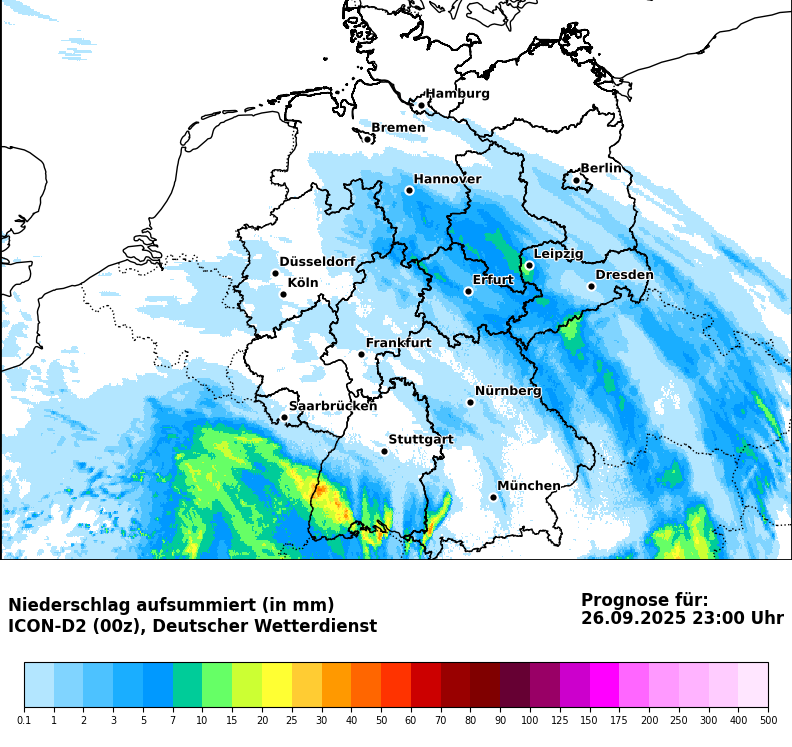 Hamburg
Bremen
Berlin
Hannover
Leipzig
Düsseldorf
Dresden
Köln
Erfurt
Frankfurt
Nürnberg
Saarbrücken
Stuttgart
München
Niederschlag aufsummiert (in mm)
ICON-D2 (00z), Deutscher Wetterdienst
Prognose für:
26.09.2025 23:00 Uhr
0.1 1 2 3 5 7 10 15 20 25 30 40 50 60 70 80 90 100 125 150 175 200 250 300 400 500